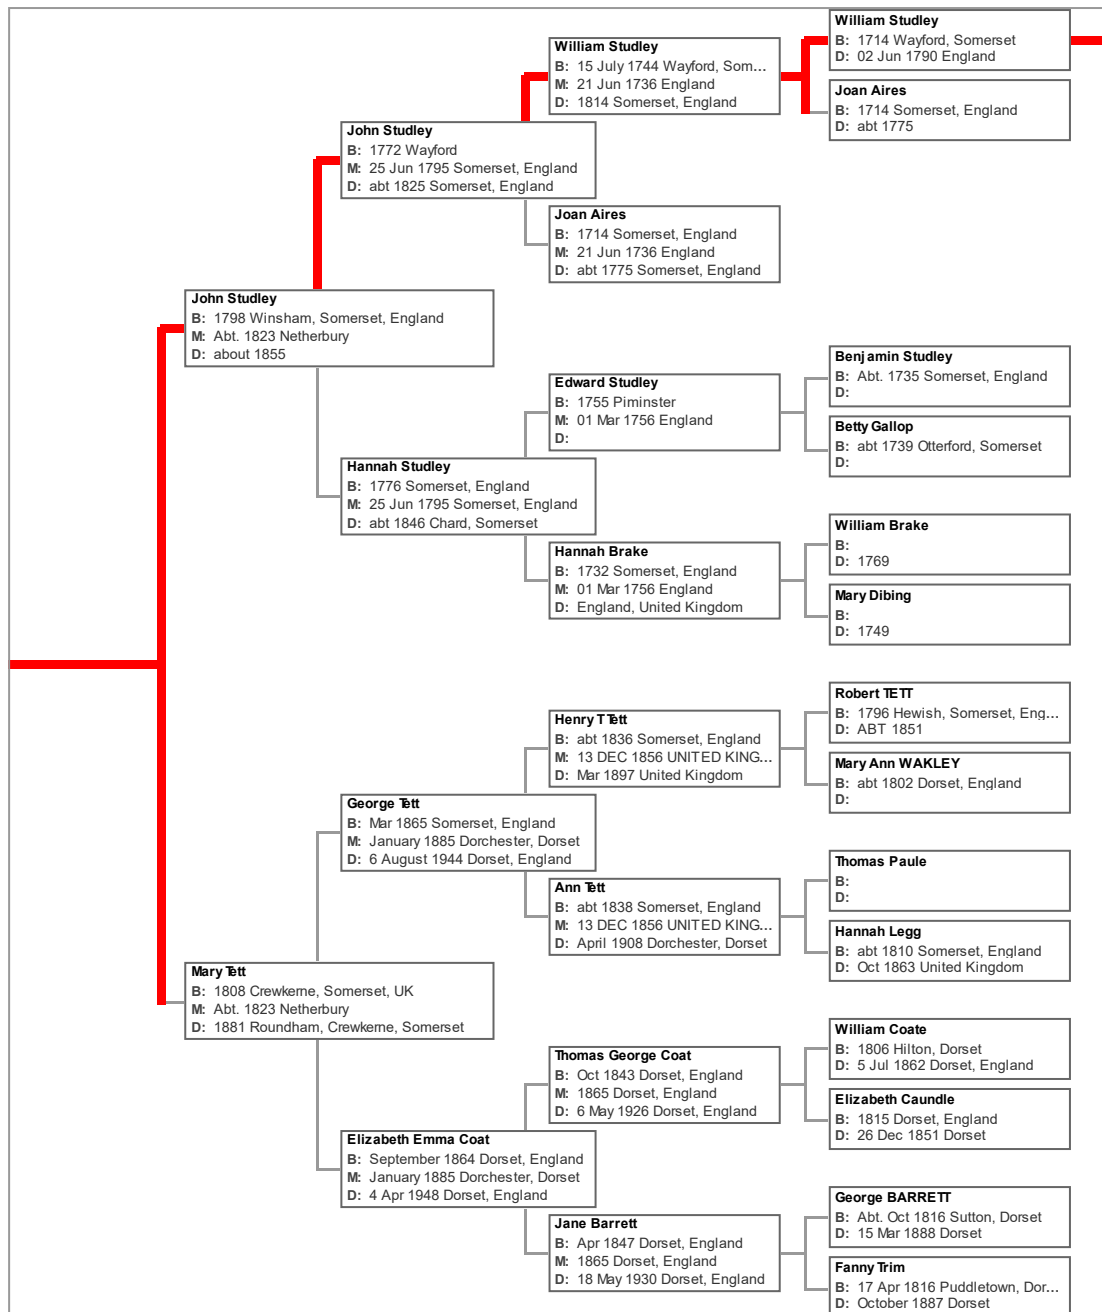 William Studley
B: 1714 Wayford, Somerset
D: 02 Jun 1790 England
William Studley
B: 15 July 1744 Wayford, Som...
M: 21 Jun 1736 England
D: 1814 Somerset, England
Joan Aires
B: 1714 Somerset, England
D: abt 1775
John Studley
B: 1772 Wayford
M: 25 Jun 1795 Somerset, England
D: abt 1825 Somerset, England
Joan Aires
B: 1714 Somerset, England
M: 21 Jun 1736 England
D: abt 1775 Somerset, England
John Studley
B: 1798 Winsham, Somerset, England
M: Abt. 1823 Netherbury
D: about 1855
Benjamin Studley
B: Abt. 1735 Somerset, England
D:
Edward Studley
B: 1755 Piminster
M: 01 Mar 1756 England
D:
Betty Gallop
B: abt 1739 Otterford, Somerset
D:
Hannah Studley
B: 1776 Somerset, England
M: 25 Jun 1795 Somerset, England
D: abt 1846 Chard, Somerset
William Brake
B:
D: 1769
Hannah Brake
B: 1732 Somerset, England
M: 01 Mar 1756 England
D: England, United Kingdom
Mary Dibing
B:
D: 1749
Robert TETT
B: 1796 Hewish, Somerset, Eng...
D: ABT 1851
Henry T Tett
B: abt 1836 Somerset, England
M: 13 DEC 1856 UNITED KING...
D: Mar 1897 United Kingdom
Mary Ann WAKLEY
B: abt 1802 Dorset, England
D:
George Tett
B: Mar 1865 Somerset, England
M: January 1885 Dorchester, Dorset
D: 6 August 1944 Dorset, England
Thomas Paule
B:
D:
Ann Tett
B: abt 1838 Somerset, England
M: 13 DEC 1856 UNITED KING...
D: April 1908 Dorchester, Dorset
Hannah Legg
B: abt 1810 Somerset, England
D: Oct 1863 United Kingdom
Mary Tett
B: 1808 Crewkerne, Somerset, UK
M: Abt. 1823 Netherbury
D: 1881 Roundham, Crewkerne, Somerset
William Coate
B: 1806 Hilton, Dorset
D: 5 Jul 1862 Dorset, England
Thomas George Coat
B: Oct 1843 Dorset, England
M: 1865 Dorset, England
D: 6 May 1926 Dorset, England
Elizabeth Caundle
B: 1815 Dorset, England
D: 26 Dec 1851 Dorset
Elizabeth Emma Coat
B: September 1864 Dorset, England
M: January 1885 Dorchester, Dorset
D: 4 Apr 1948 Dorset, England
George BARRETT
B: Abt. Oct 1816 Sutton, Dorset
D: 15 Mar 1888 Dorset
Jane Barrett
B: Apr 1847 Dorset, England
M: 1865 Dorset, England
D: 18 May 1930 Dorset, England
Fanny Trim
B: 17 Apr 1816 Puddletown, Dor...
D: October 1887 Dorset